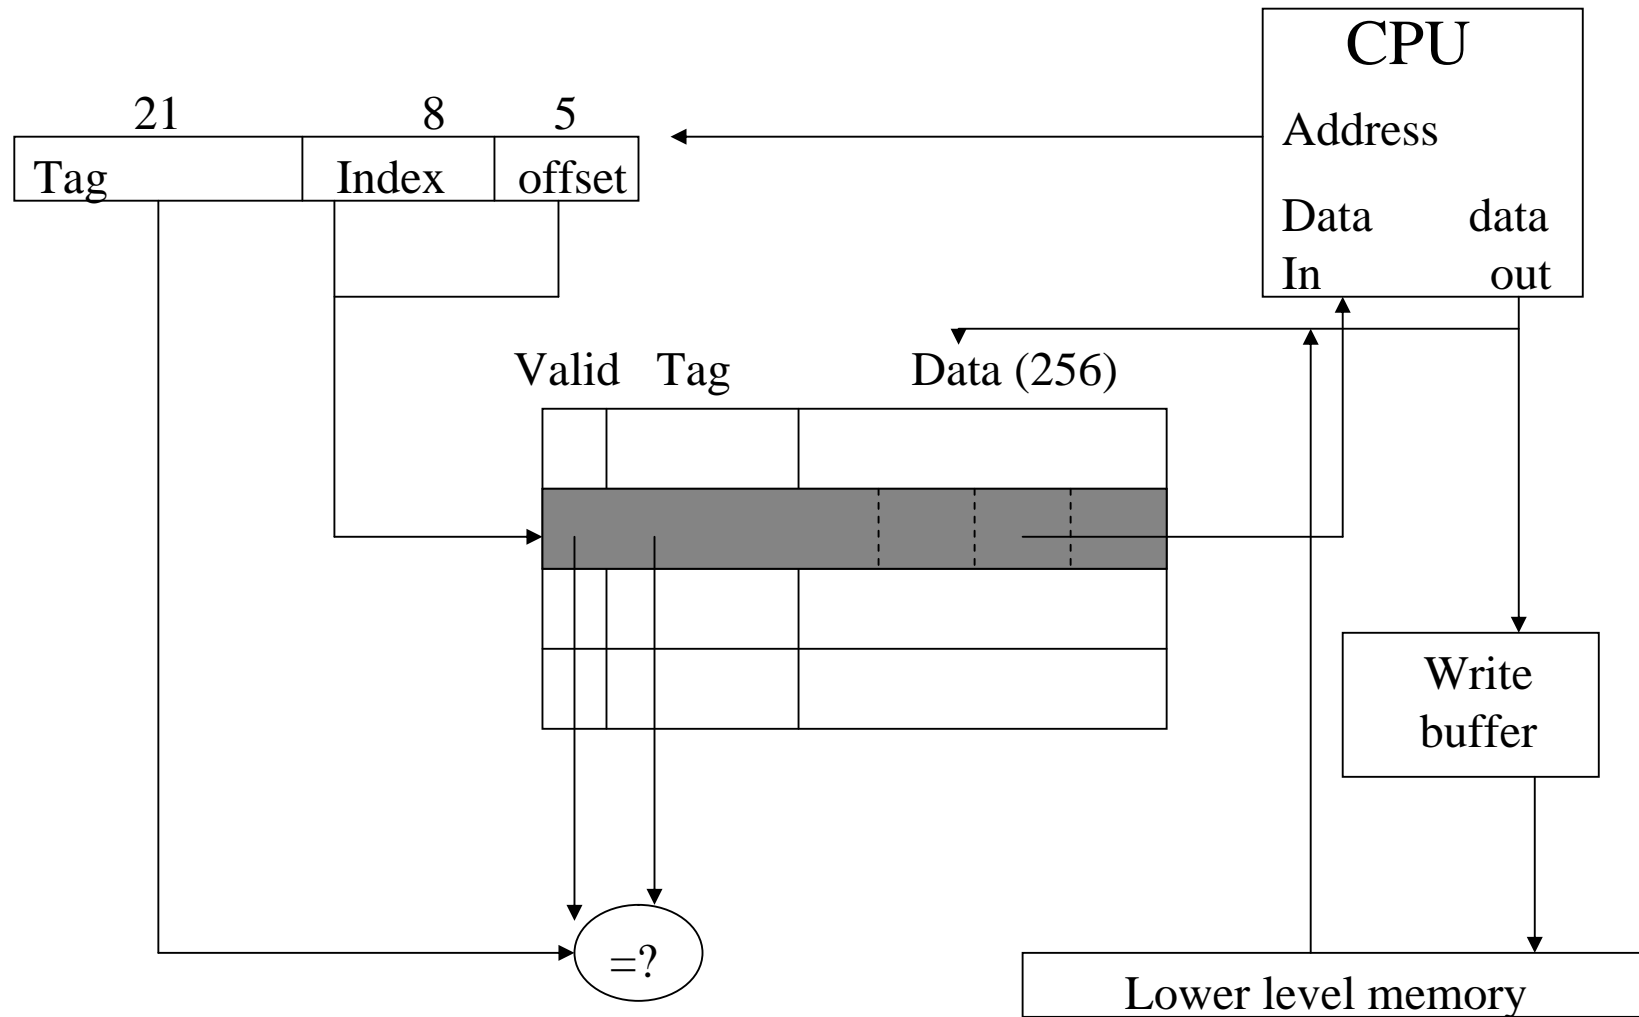 CPU
21 8 5
Address
Tag Index offset
Data data
In out
Valid Tag Data (256)
Write
buffer
=?
Lower level memory